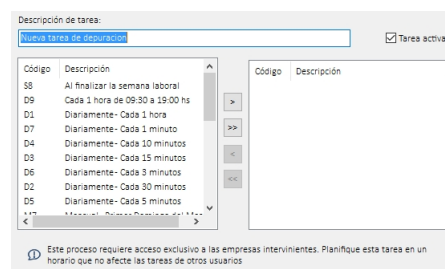 Descripción de tarea:
Nueva tarea de depuracion
Tarea activa
Código Descripción
S8 Al finalizar la semana laboral
D9 Cada 1 hora de 09:30 a 19:00 hs
D1 Diariamente- Cada 1 hora
D7 Diariamente- Cada 1 minuto
D4 Diariamente- Cada 10 minutos
D3 Diariamente- Cada 15 minutos
D6 Diariamente- Cada 3 minutos
D2 Diariamente- Cada 30 minutos
D5 Diariamente- Cada 5 minutos
>
>>
<
<<
Código Descripción
Este proceso requiere acceso exclusivo a las empresas intervinientes. Planifique esta tarea en un
horario que no afecte las tareas de otros usuarios